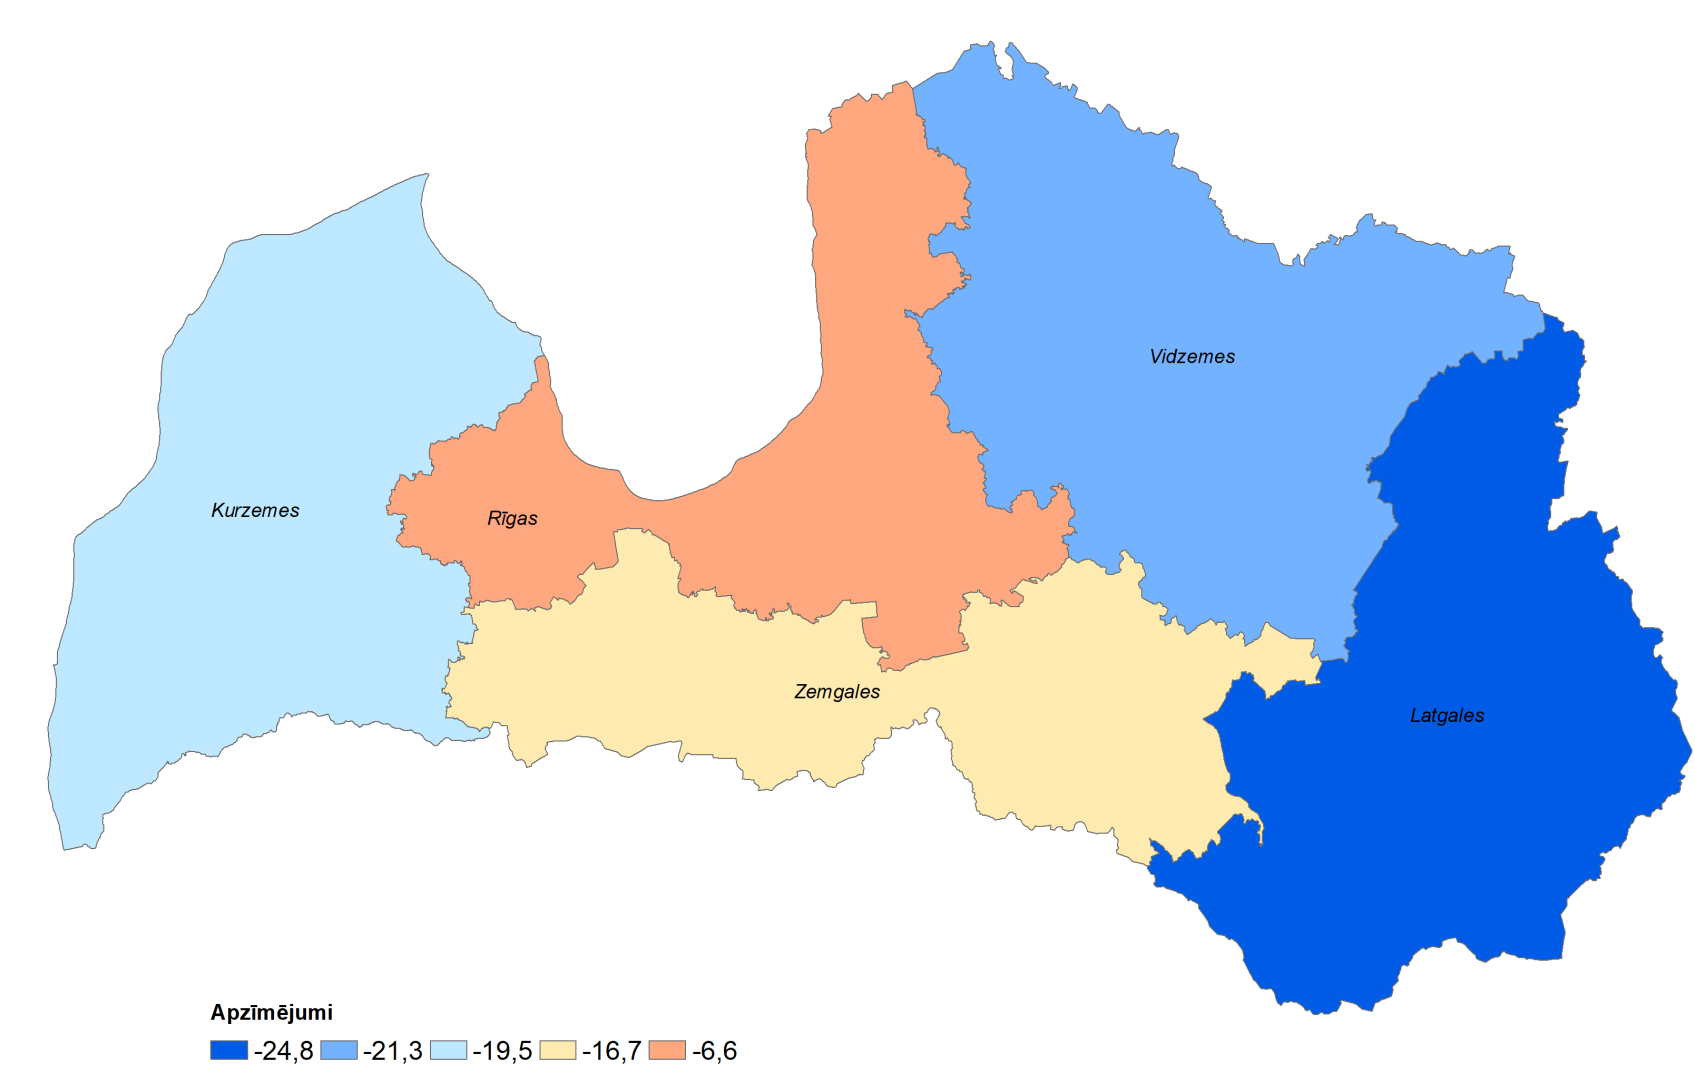 Vidzemes
Kurzemes
Rīgas
Zemgales
Latgales
Apzīmējumi
-24,8 -21,3 -19,5 -16,7 -6,6